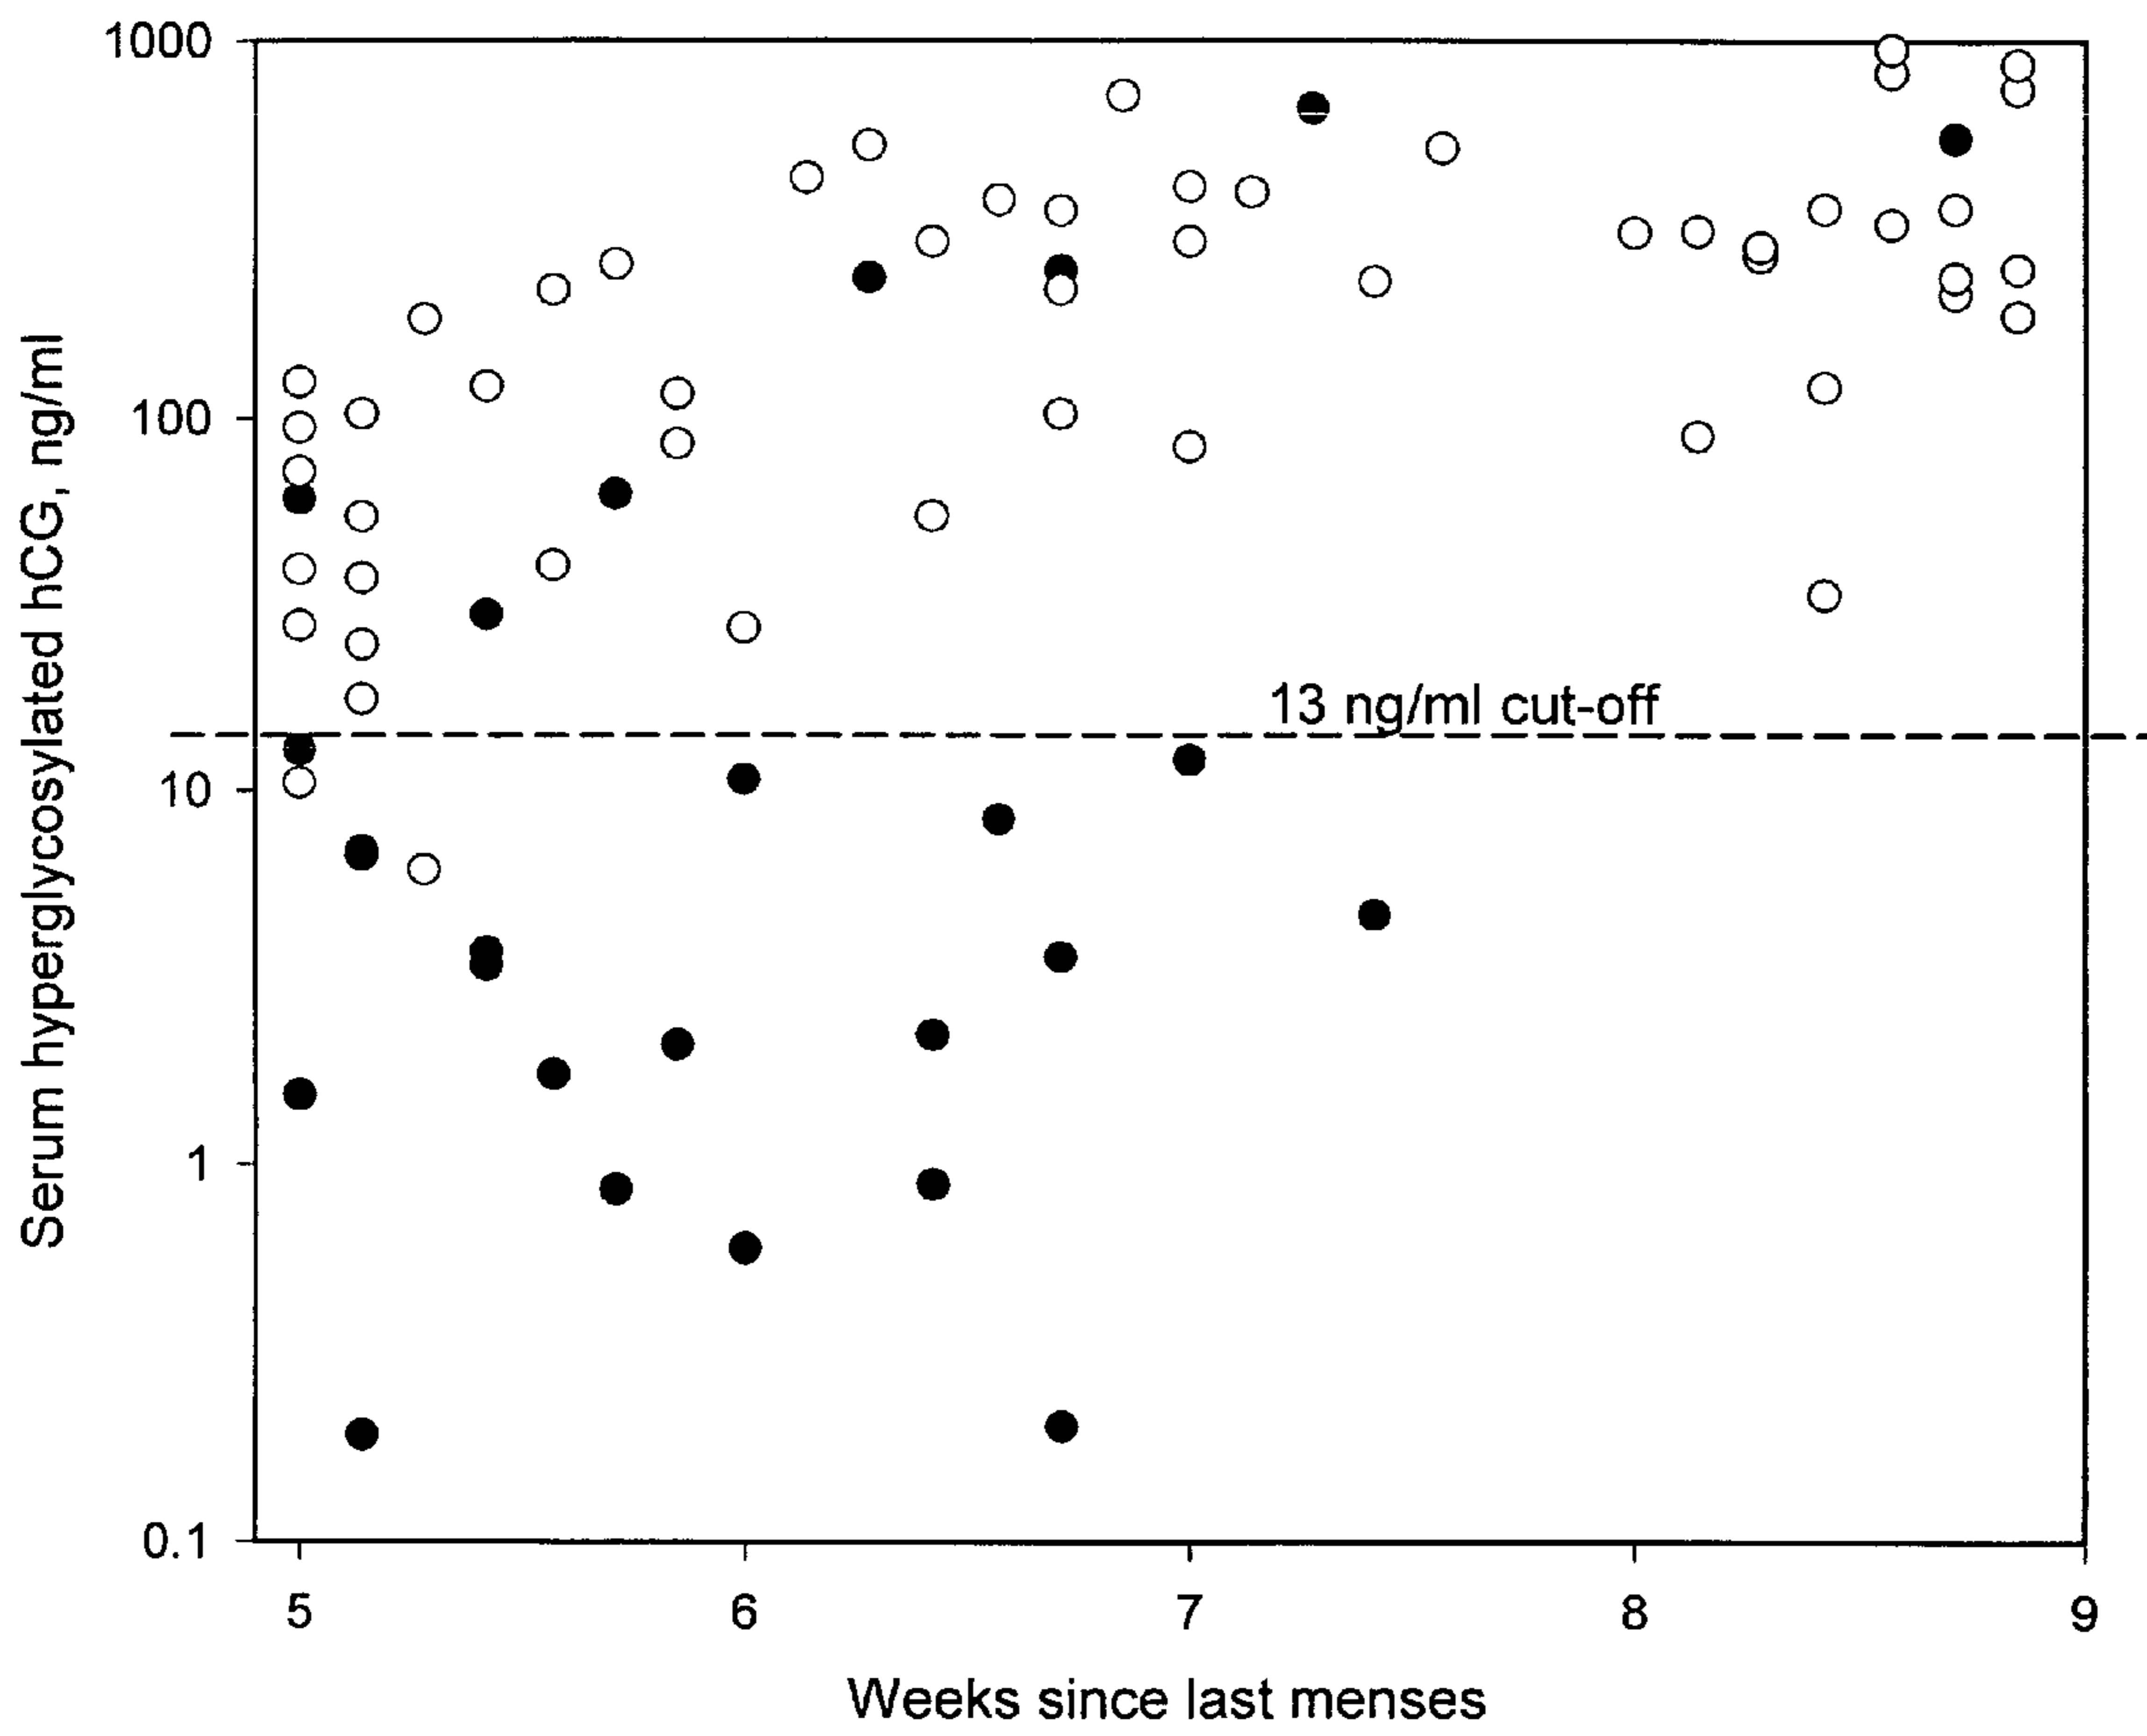 1000
100
10
1
0.1
Serum hyperglycosylated hCG, ng/ml
13 ng/ml cut-off
5 6 7 8 9
Weeks since last menses